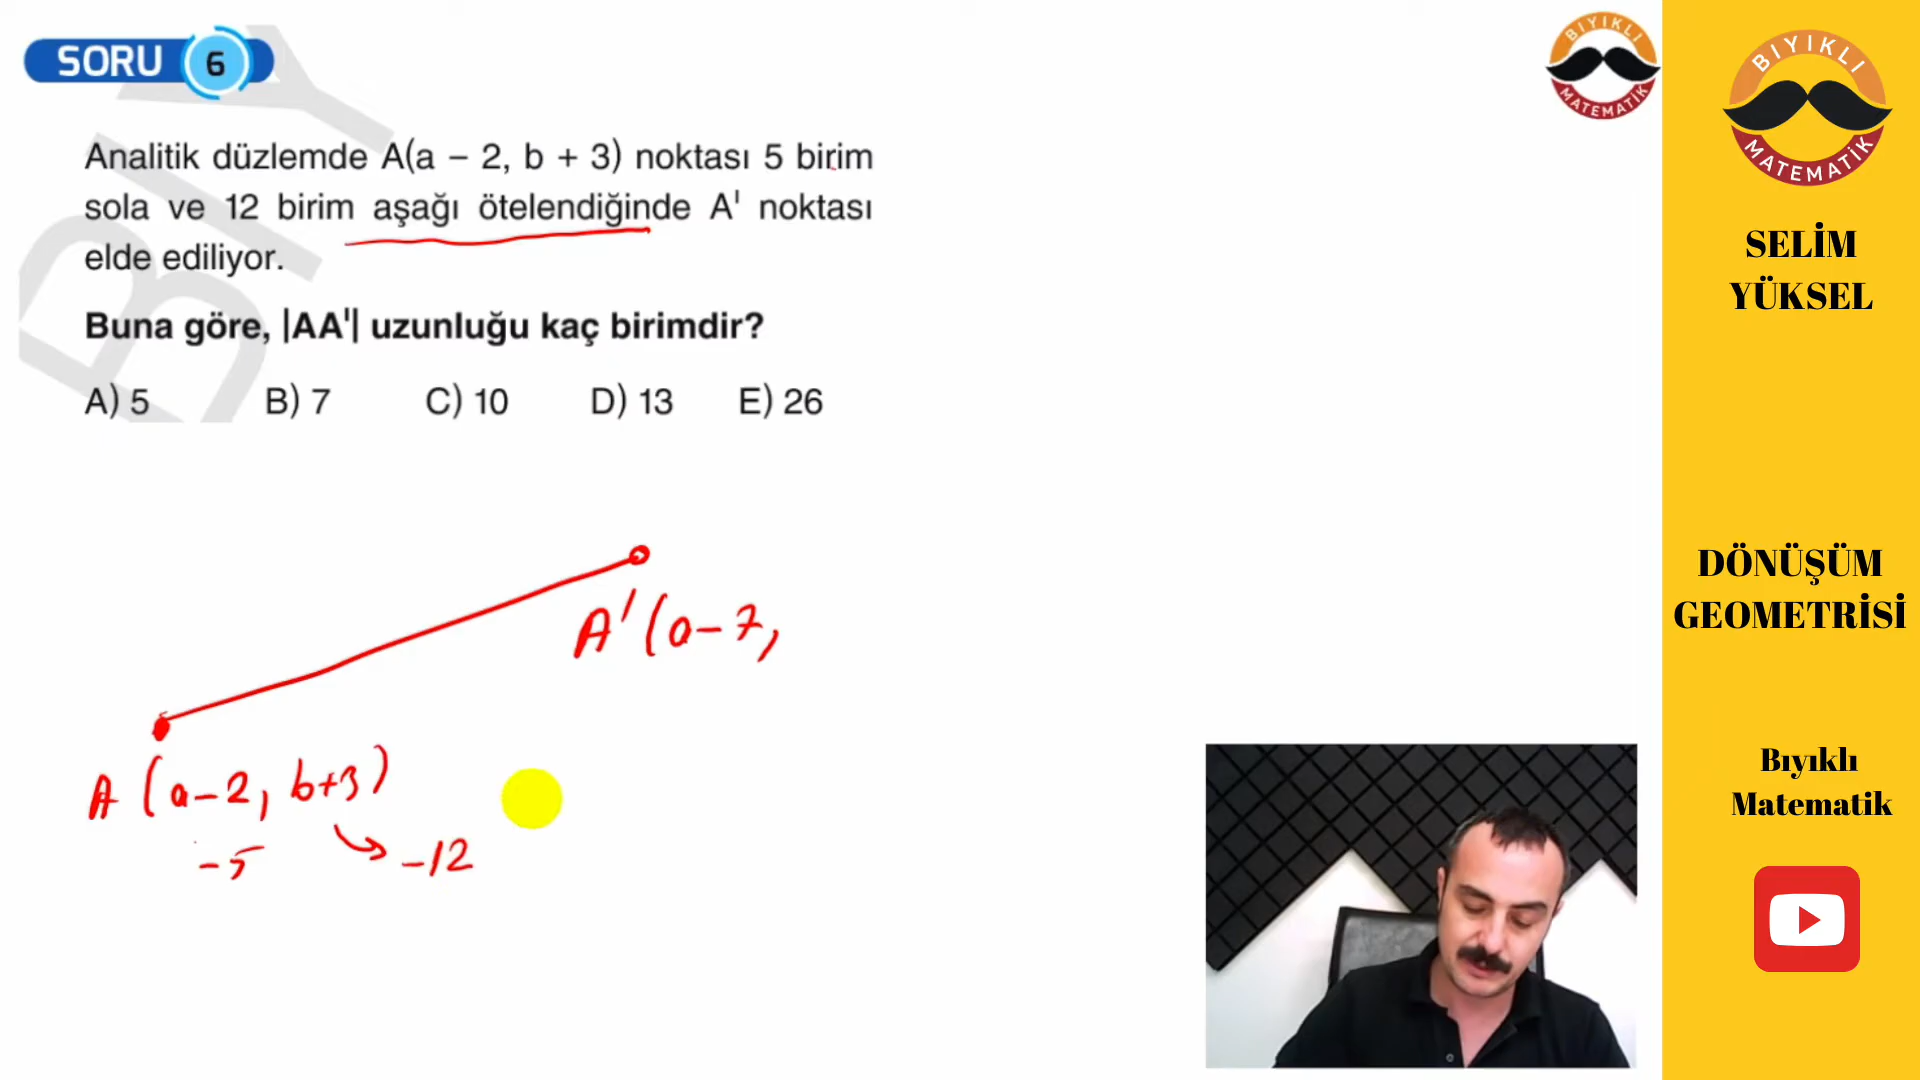 SORU 6
BIYIKLI
MATEMATİK
BIYIKLI
MATEMATİK
BIY
Analitik düzlemde A(a – 2, b + 3) noktası 5 birim
sola ve 12 birim aşağı ötelendiğinde A' noktası
elde ediliyor.
Buna göre, |AA'| uzunluğu kaç birimdir?
A) 5 B) 7 C) 10 D) 13 E) 26
SELİM
YÜKSEL
A'(a-7,
A (a-2, b+3)
-5 -12
DÖNÜŞÜM
GEOMETRİSİ
Bıyıklı
Matematik